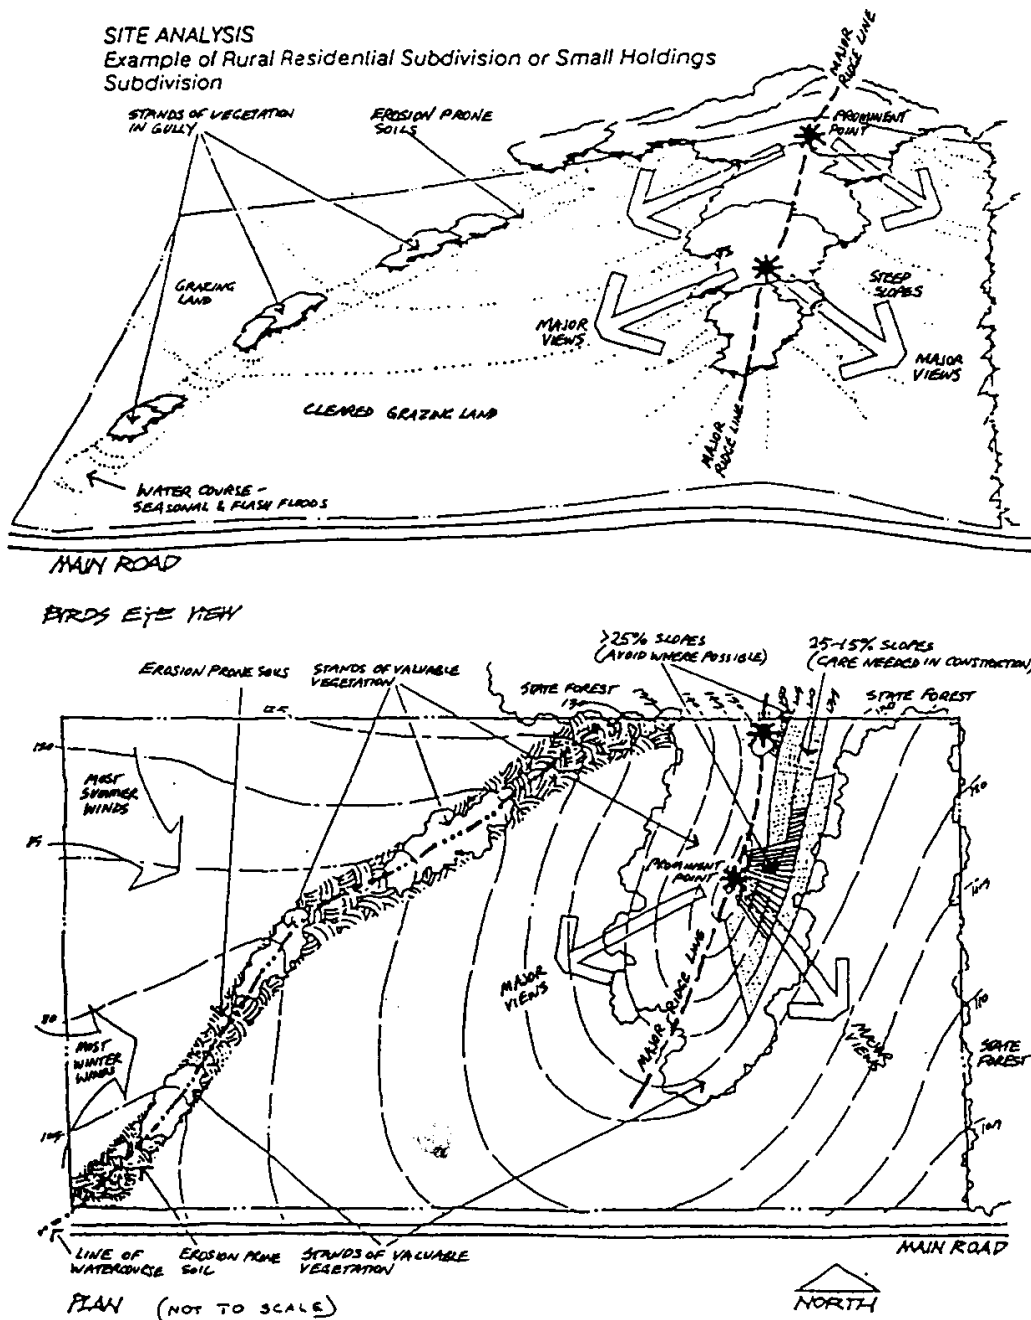 SITE ANALYSIS
Example of Rural Residential Subdivision or Small Holdings
Subdivision
STANDS OF VEGETATION
IN GULLY
EROSION PRONE
SOILS
MAJOR
RIDGE LINE
PROMINENT
POINT
GRAZING
LAND
STEEP
SLOPES
MAJOR
VIEWS
MAJOR
VIEWS
CLEARED GRAZING LAND
MAJOR
RIDGE LINE
WATER COURSE -
SEASONAL & FLASH FLOODS
MAIN ROAD
BIRDS EYE VIEW
>25% SLOPES
(AVOID WHERE POSSIBLE)
25-15% SLOPES
(CARE NEEDED IN CONSTRUCTION)
EROSION PRONE SOILS
STANDS OF VALUABLE
VEGETATION
STATE FOREST
130
STATE FOREST
MOST
SUMMER
WINDS
PROMINENT
POINT
MAJOR
VIEWS
MAJOR RIDGE LINE
MAJOR
VIEWS
MOST
WINTER
WINDS
STATE
FOREST
LINE OF
WATERCOURSE
EROSION PRONE
SOIL
STANDS OF VALUABLE
VEGETATION
MAIN ROAD
PLAN (NOT TO SCALE)
NORTH